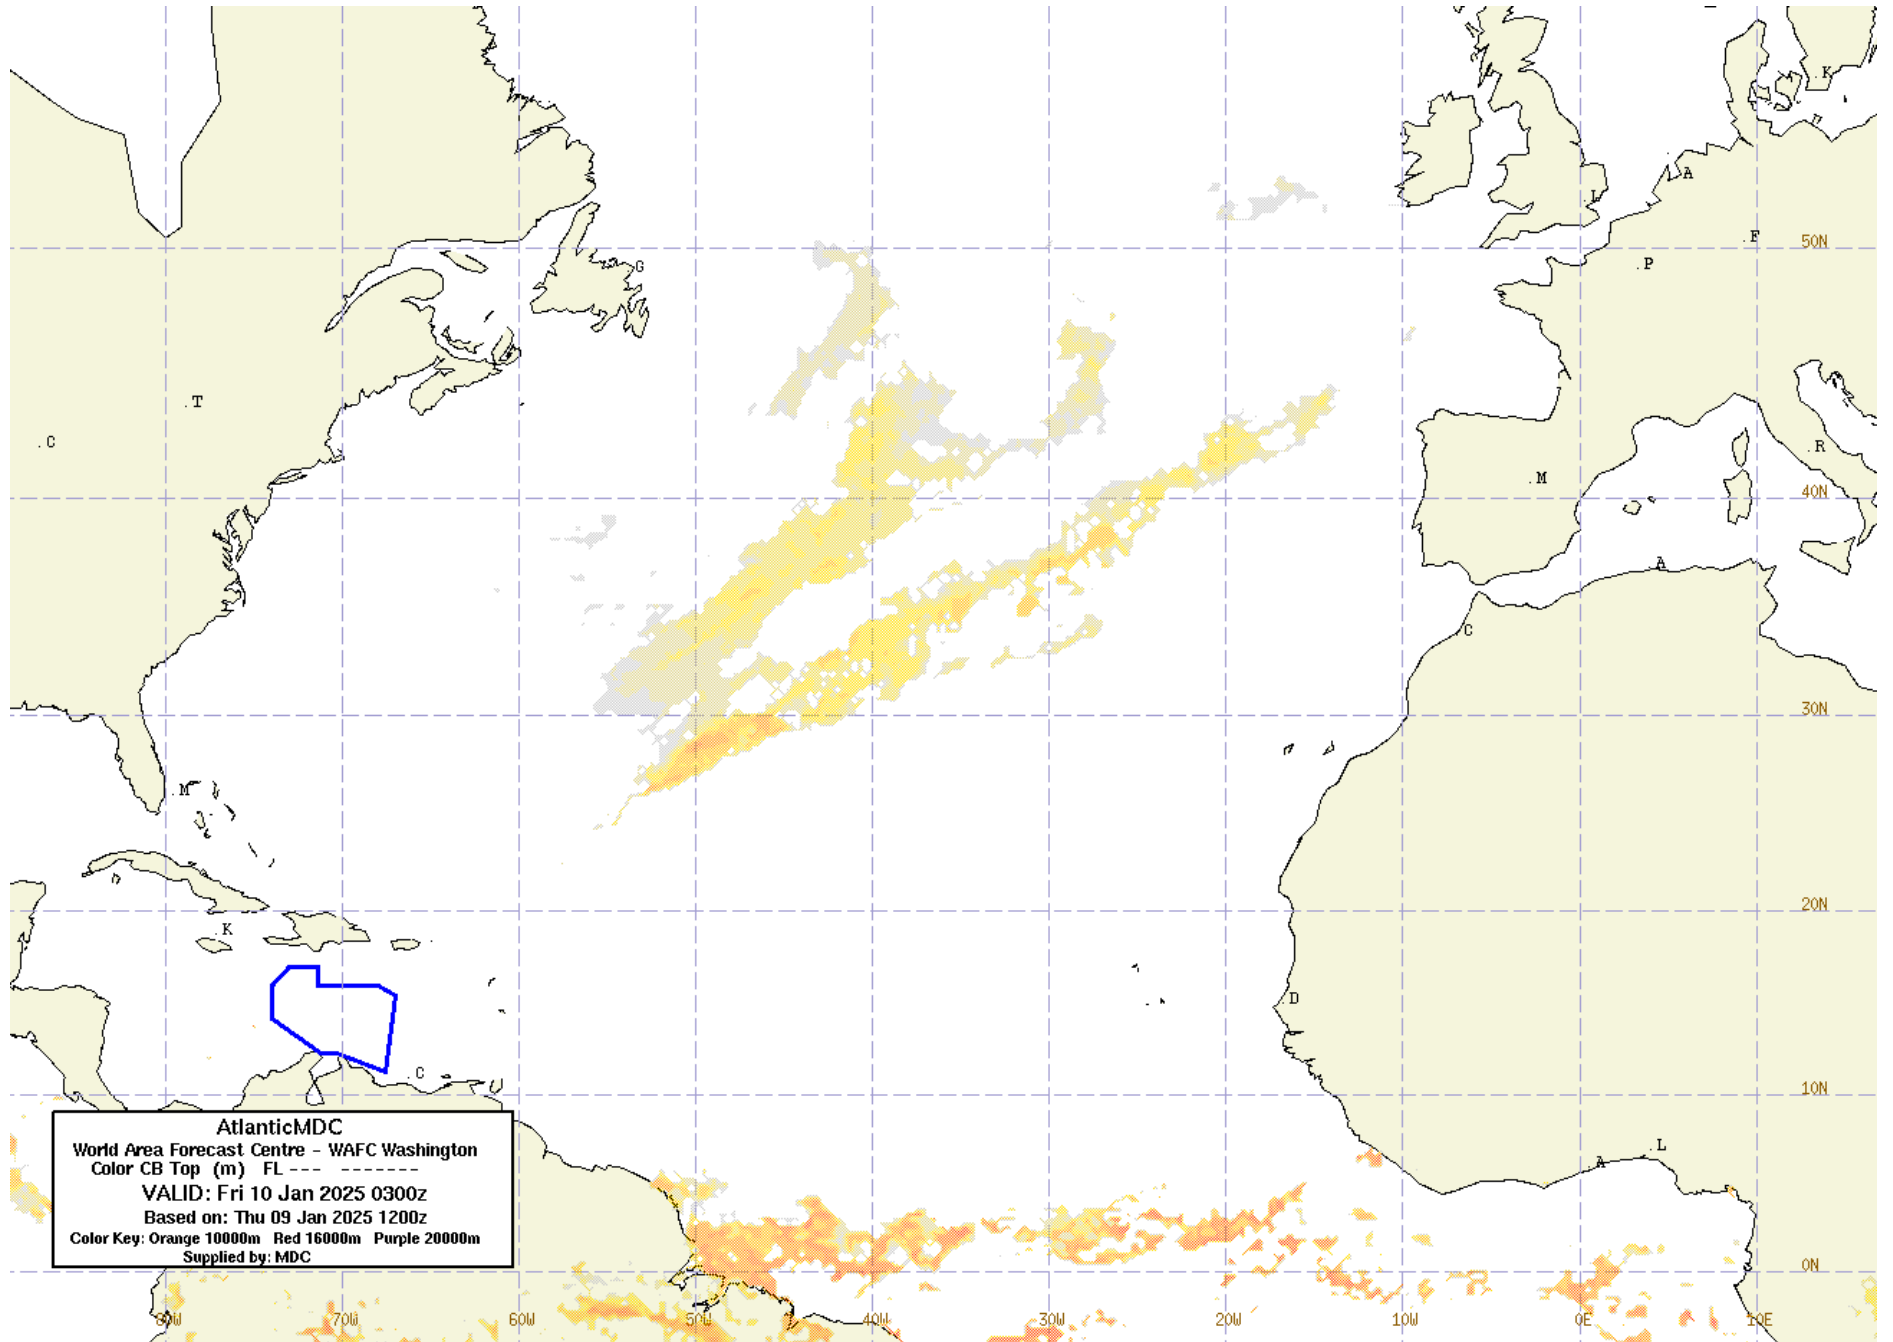 K
A
L
F
50N
P
G
T
C
R
M
40N
A
C
30N
M
20N
K
D
C
10N
L
A
AtlanticMDC
World Area Forecast Centre - WAFC Washington
Color CB Top (m) FL --- -------
VALID: Fri 10 Jan 2025 0300z
Based on: Thu 09 Jan 2025 1200z
Color Key: Orange 10000m Red 16000m Purple 20000m
Supplied by: MDC
0N
80W 70W 60W 50W 40W 30W 20W 10W 0E 10E